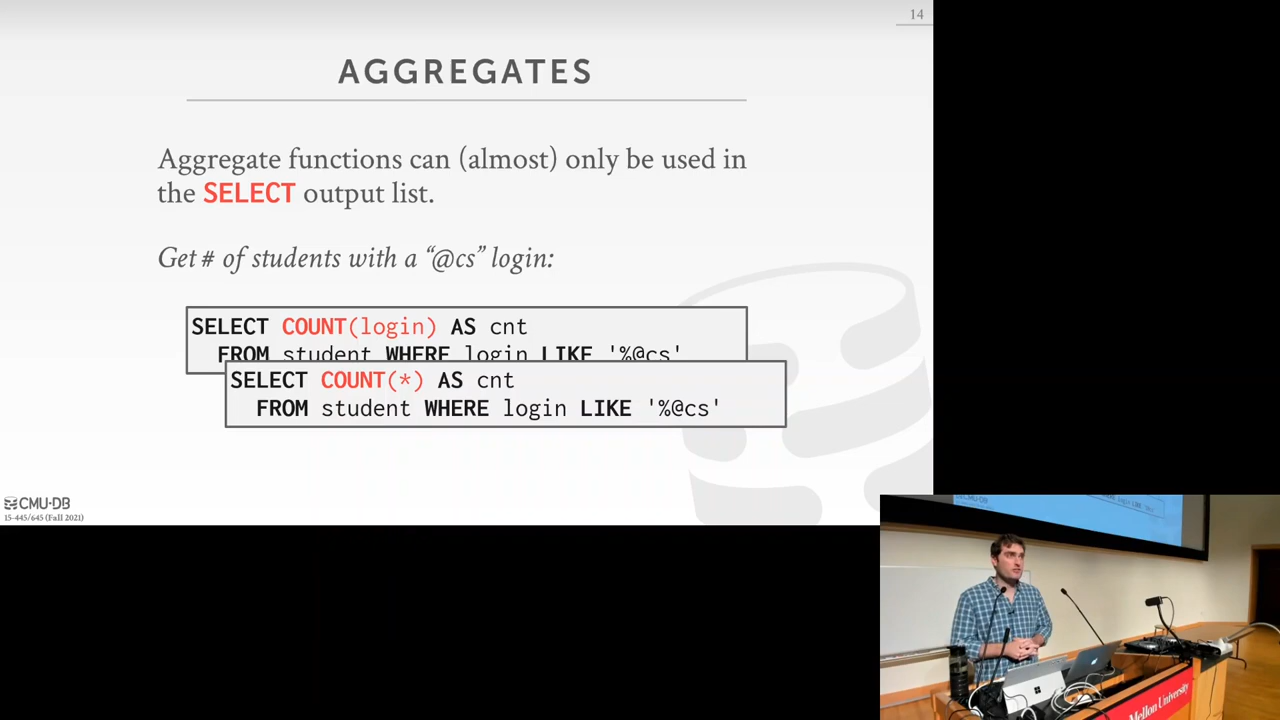 14
AGGREGATES
Aggregate functions can (almost) only be used in
the SELECT output list.
Get # of students with a “@cs” login:
SELECT COUNT(login) AS cnt
FROM student WHERE login LIKE '%@cs'
SELECT COUNT(*) AS cnt
FROM student WHERE login LIKE '%@cs'
CMU·DB
15-445/645 (Fall 2021)
Mellon University